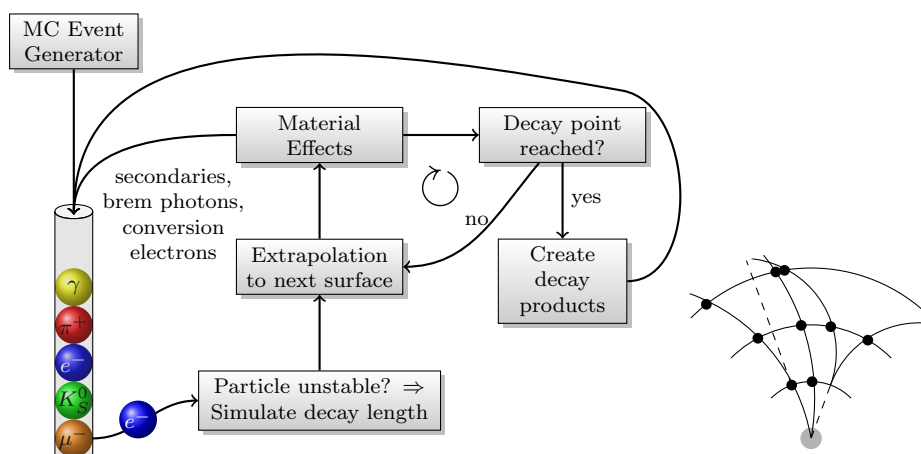 MC Event
Generator
Material
Effects
Decay point
reached?
secondaries,
brem photons,
conversion
electrons
no
yes
Extrapolation
to next surface
Create
decay
products
γ
π⁺
e⁻
K⁰_S
μ⁻
e⁻
Particle unstable? ⇒
Simulate decay length